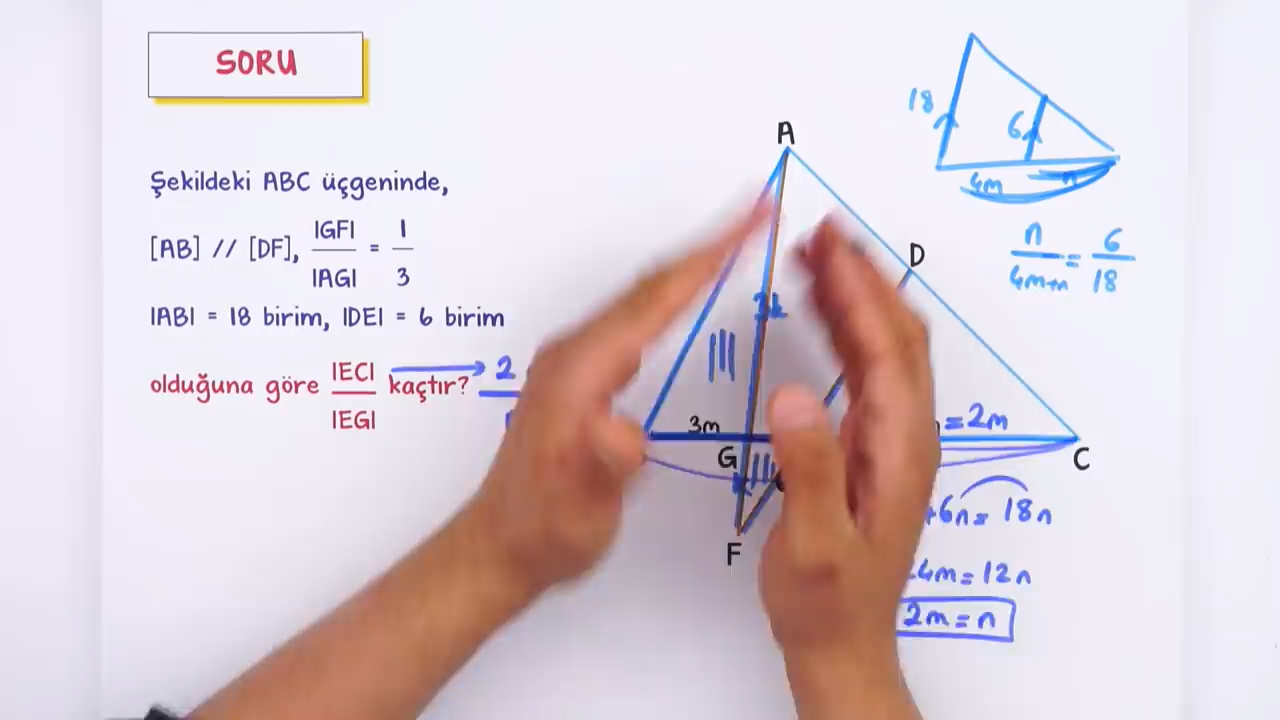 SORU
Şekildeki ABC üçgeninde,
[AB] // [DF], |GF| / |AG| = 1 / 3
|AB| = 18 birim, |DE| = 6 birim
olduğuna göre |EC| / |EG| kaçtır? → 2
A
D
G
C
F
3k
3m
=2m
18
6
4m
n
n / 4m+n = 6 / 18
+6n = 18n
4m = 12n
2m = n